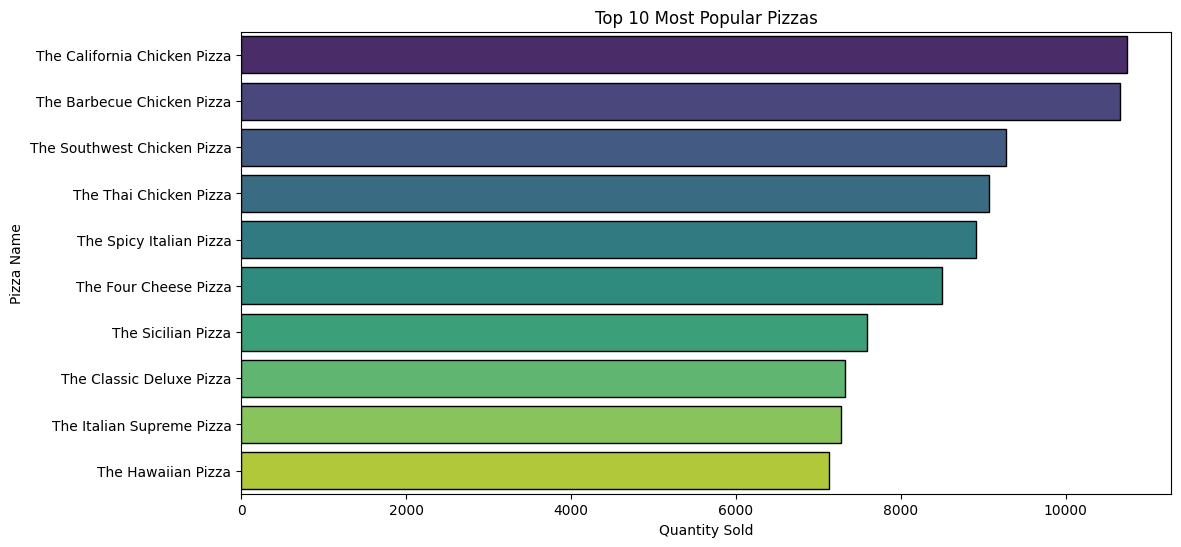 Top 10 Most Popular Pizzas
Pizza Name
The California Chicken Pizza
The Barbecue Chicken Pizza
The Southwest Chicken Pizza
The Thai Chicken Pizza
The Spicy Italian Pizza
The Four Cheese Pizza
The Sicilian Pizza
The Classic Deluxe Pizza
The Italian Supreme Pizza
The Hawaiian Pizza
0 2000 4000 6000 8000 10000
Quantity Sold